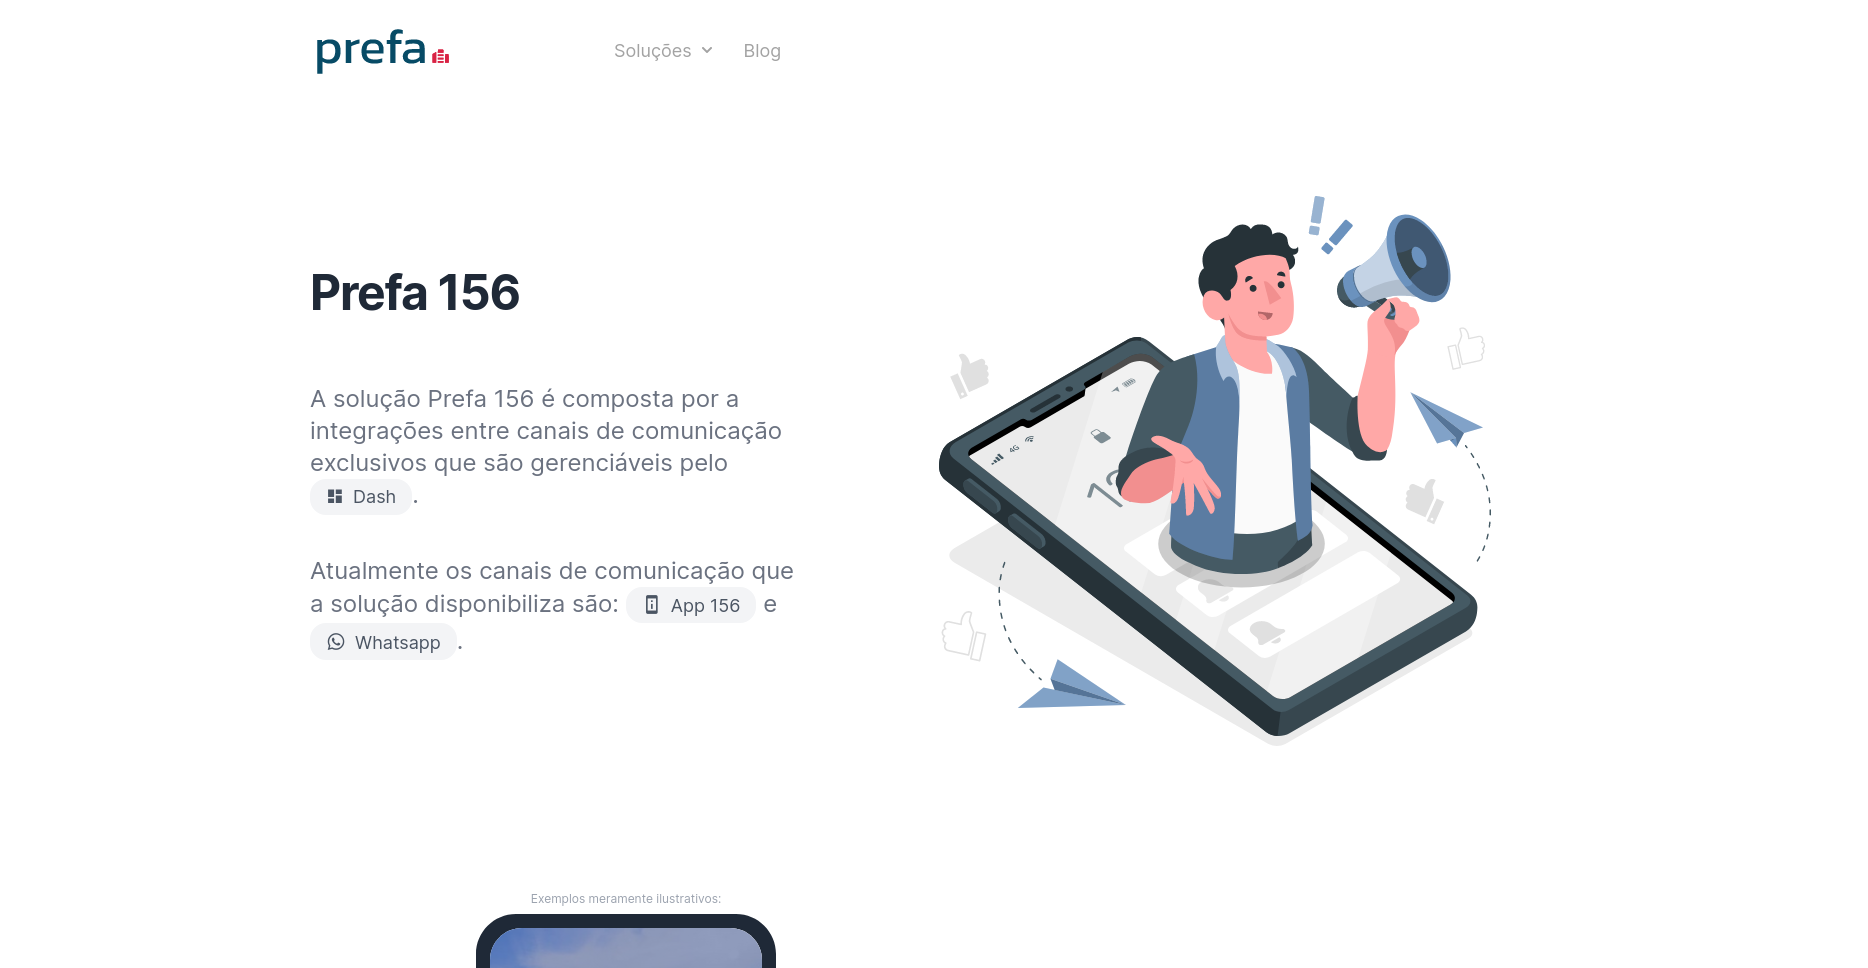 prefa
Soluções
Blog
Prefa 156
A solução Prefa 156 é composta por a
integrações entre canais de comunicação
exclusivos que são gerenciáveis pelo
Dash .
Atualmente os canais de comunicação que
a solução disponibiliza são: App 156 e
Whatsapp .
4G
Exemplos meramente ilustrativos: